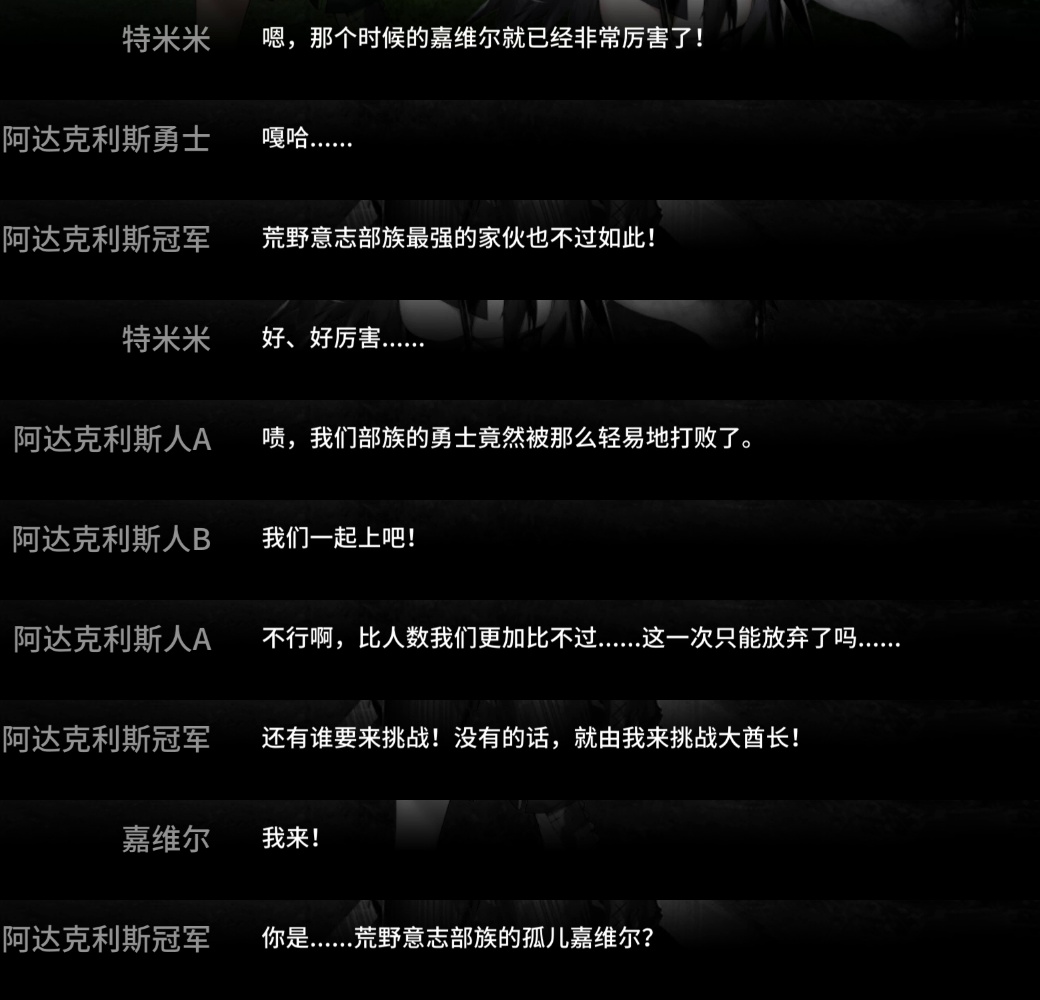 特米米 嗯，那个时候的嘉维尔就已经非常厉害了！
阿达克利斯勇士 嘎哈……
阿达克利斯冠军 荒野意志部族最强的家伙也不过如此！
特米米 好、好厉害……
阿达克利斯人A 啧，我们部族的勇士竟然被那么轻易地打败了。
阿达克利斯人B 我们一起上吧！
阿达克利斯人A 不行啊，比人数我们更加比不过……这一次只能放弃了吗……
阿达克利斯冠军 还有谁要来挑战！没有的话，就由我来挑战大酋长！
嘉维尔 我来！
阿达克利斯冠军 你是……荒野意志部族的孤儿嘉维尔？